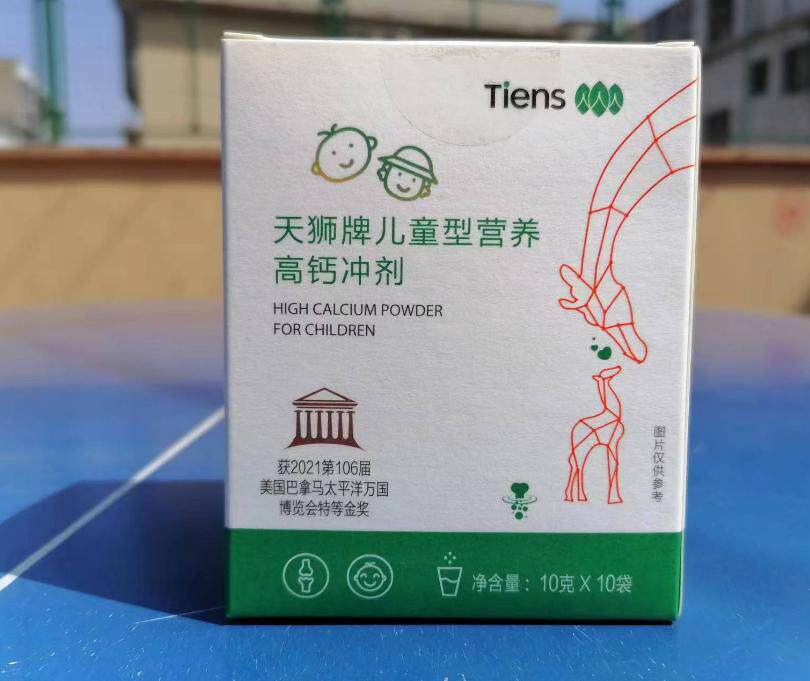 Tiens
天狮牌儿童型营养
高钙冲剂
HIGH CALCIUM POWDER
FOR CHILDREN
获2021第106届
美国巴拿马太平洋万国
博览会特等金奖
图片仅供参考
净含量：10克 X 10袋